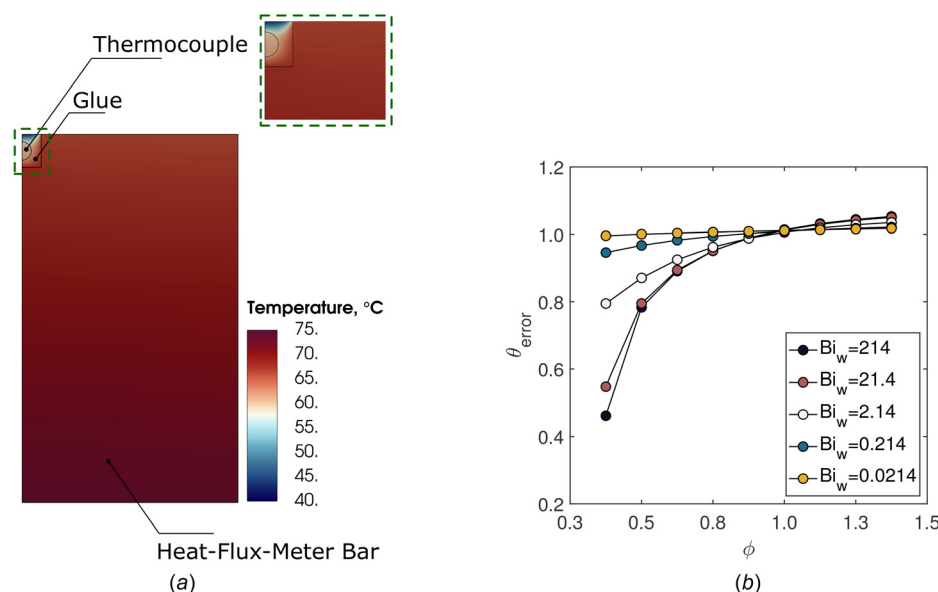 Thermocouple
Glue
Temperature, °C
75.
70.
65.
60.
55.
50.
45.
40.
Heat-Flux-Meter Bar
(a)
1.2
1.0
0.8
0.6
0.4
0.2
θerror
Biw=214
Biw=21.4
Biw=2.14
Biw=0.214
Biw=0.0214
0.3 0.5 0.8 1.0 1.3 1.5
ϕ
(b)